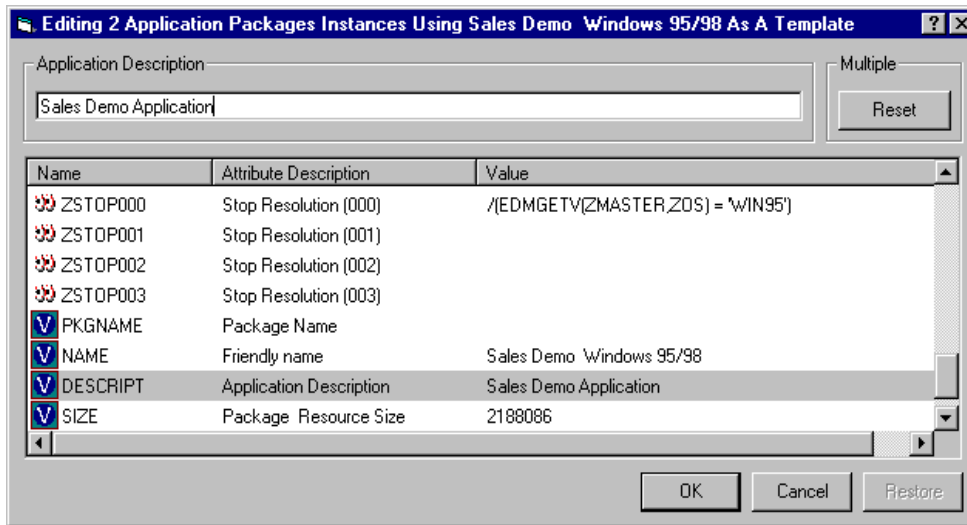 Editing 2 Application Packages Instances Using Sales Demo  Windows 95/98 As A Template
Application Description
Multiple
Sales Demo Application
Reset
Name Attribute Description Value
ZSTOP000 Stop Resolution (000) /(EDMGETV(ZMASTER,ZOS) = 'WIN95')
ZSTOP001 Stop Resolution (001)
ZSTOP002 Stop Resolution (002)
ZSTOP003 Stop Resolution (003)
V PKGNAME Package Name
V NAME Friendly name Sales Demo  Windows 95/98
V DESCRIPT Application Description Sales Demo Application
V SIZE Package  Resource Size 2188086
OK Cancel Restore